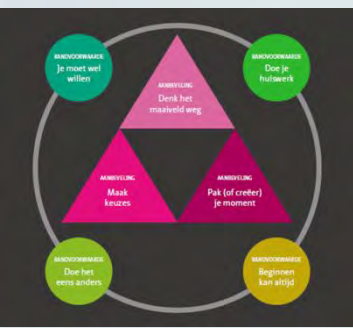 RANDVOORWAARDE
Je moet wel
willen
RANDVOORWAARDE
Doe je
huiswerk
AANBEVELING
Denk het
maaiveld weg
AANBEVELING
Maak
keuzes
AANBEVELING
Pak (of creëer)
je moment
RANDVOORWAARDE
Doe het
eens anders
RANDVOORWAARDE
Beginnen
kan altijd